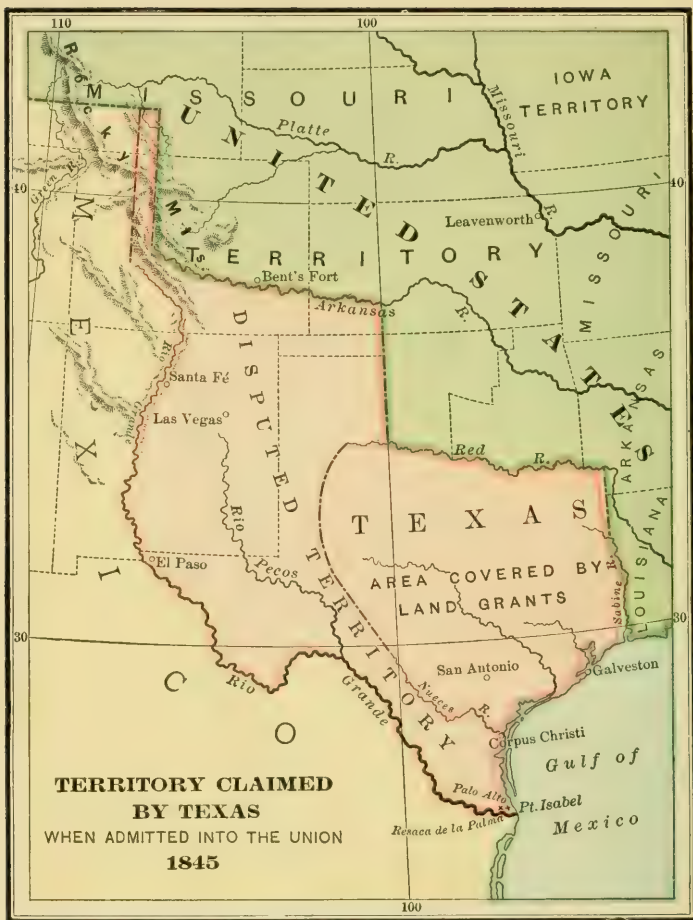 110
100
Rocky Mts.
MISSOURI
TERRITORY
UNITED STATES
IOWA
TERRITORY
Missouri
R.
Platte
R.
Green R.
40
40
Leavenworth
MISSOURI
Bent's Fort
Arkansas
R.
MEXICO
DISPUTED TERRITORY
Rio
Grande
Santa Fé
Las Vegas
ARKANSAS
Red
R.
TEXAS
AREA COVERED BY
LAND GRANTS
Rio
Pecos
El Paso
LOUISIANA
Sabine R.
30
30
San Antonio
Galveston
Rio
Grande
Nueces
R.
Corpus Christi
Gulf of
Mexico
Palo Alto
Pt. Isabel
Resaca de la Palma
TERRITORY CLAIMED
BY TEXAS
WHEN ADMITTED INTO THE UNION
1845
100